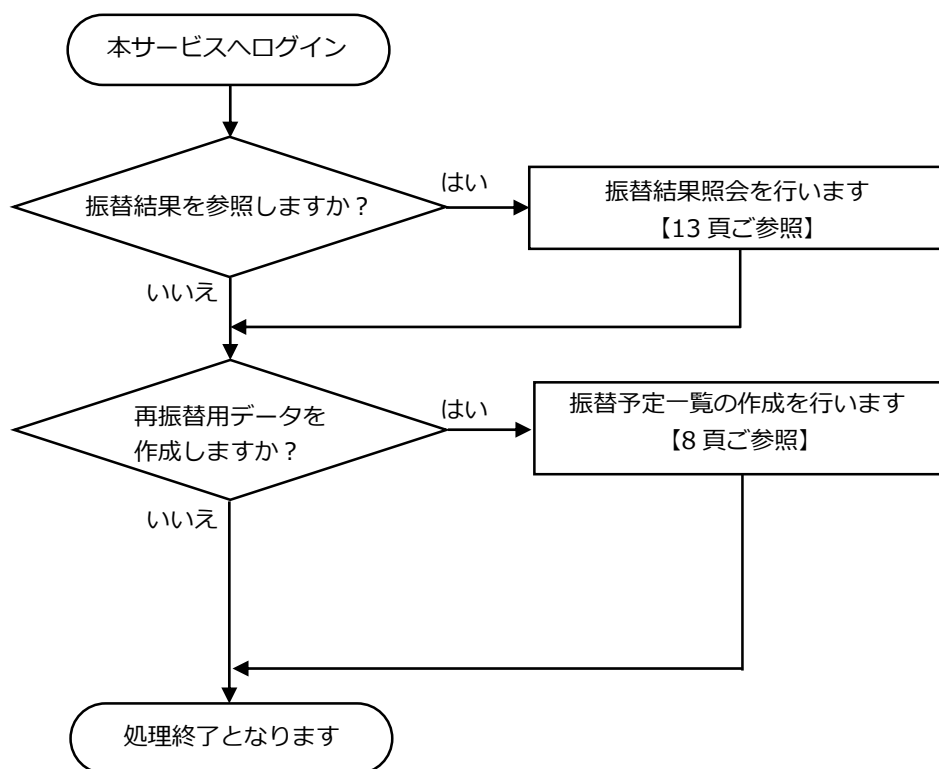 本サービスへログイン
振替結果を参照しますか？
はい
振替結果照会を行います
【13 頁ご参照】
いいえ
再振替用データを
作成しますか？
はい
振替予定一覧の作成を行います
【8 頁ご参照】
いいえ
処理終了となります